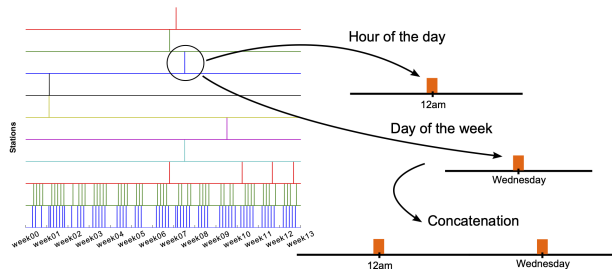 Hour of the day
12am
Day of the week
Wednesday
Concatenation
12am
Wednesday
Stations
week00
week01
week02
week03
week04
week05
week06
week07
week08
week09
week10
week11
week12
week13